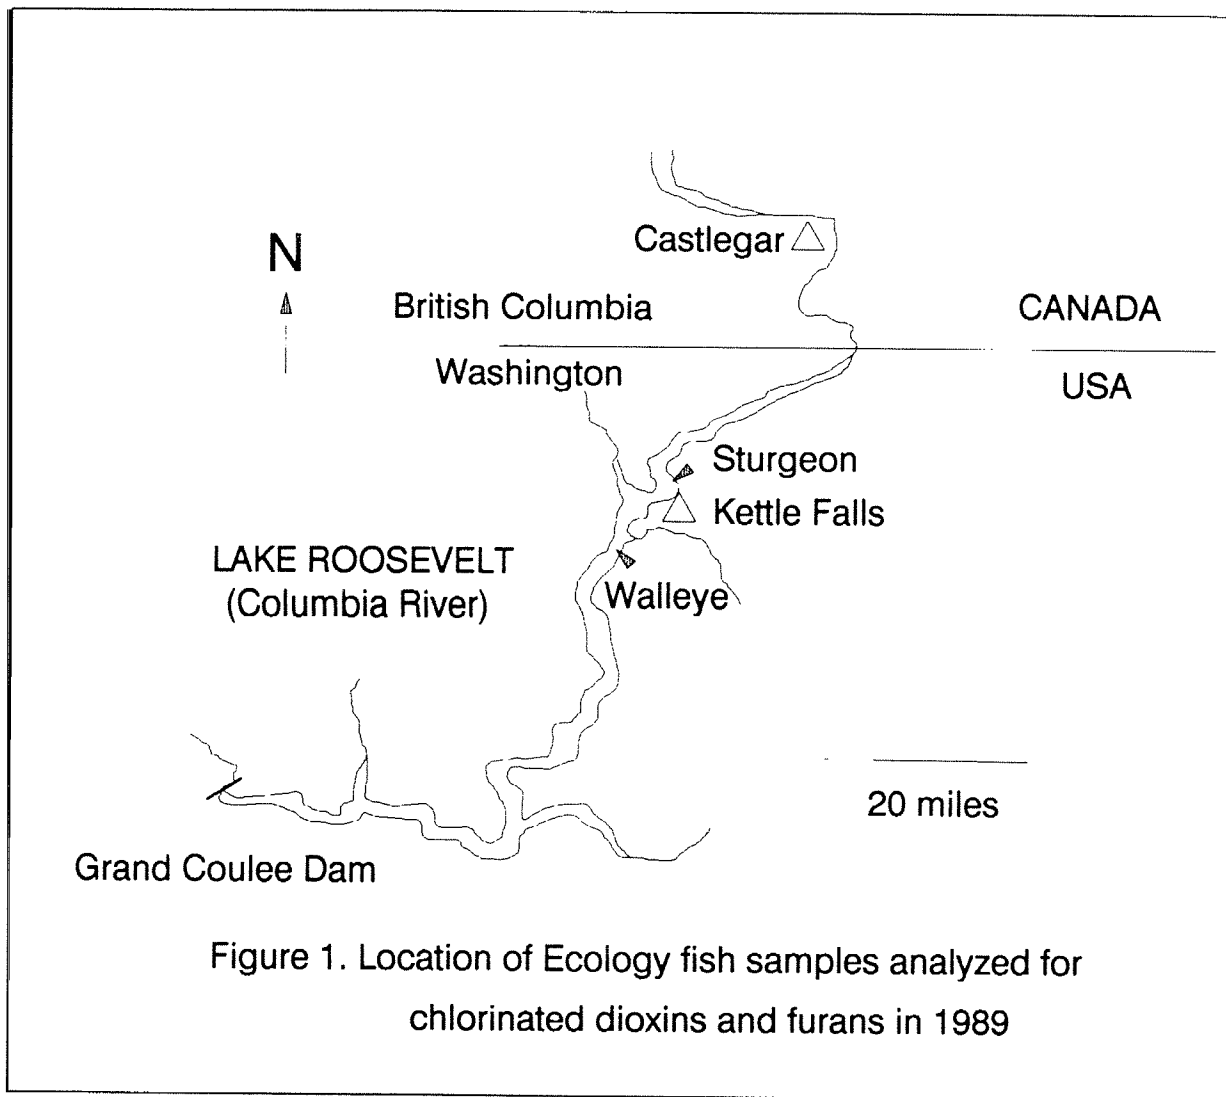 Castlegar
N
British Columbia
CANADA
Washington
USA
Sturgeon
Kettle Falls
LAKE ROOSEVELT
(Columbia River)
Walleye
20 miles
Grand Coulee Dam
Figure 1. Location of Ecology fish samples analyzed for
chlorinated dioxins and furans in 1989